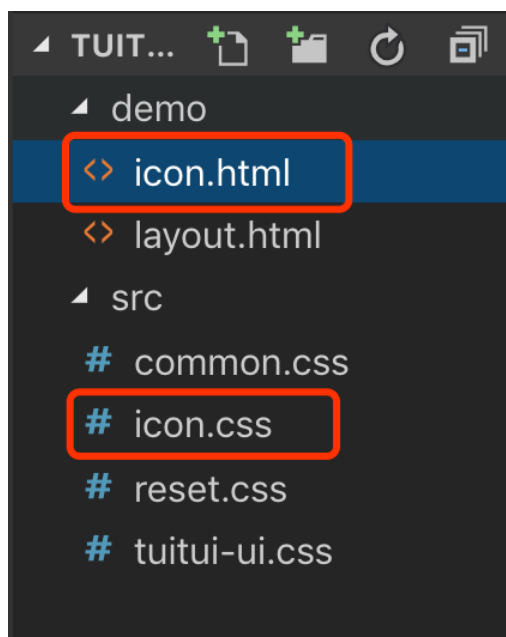 TUIT...
demo
<> icon.html
<> layout.html
src
# common.css
# icon.css
# reset.css
# tuitui-ui.css